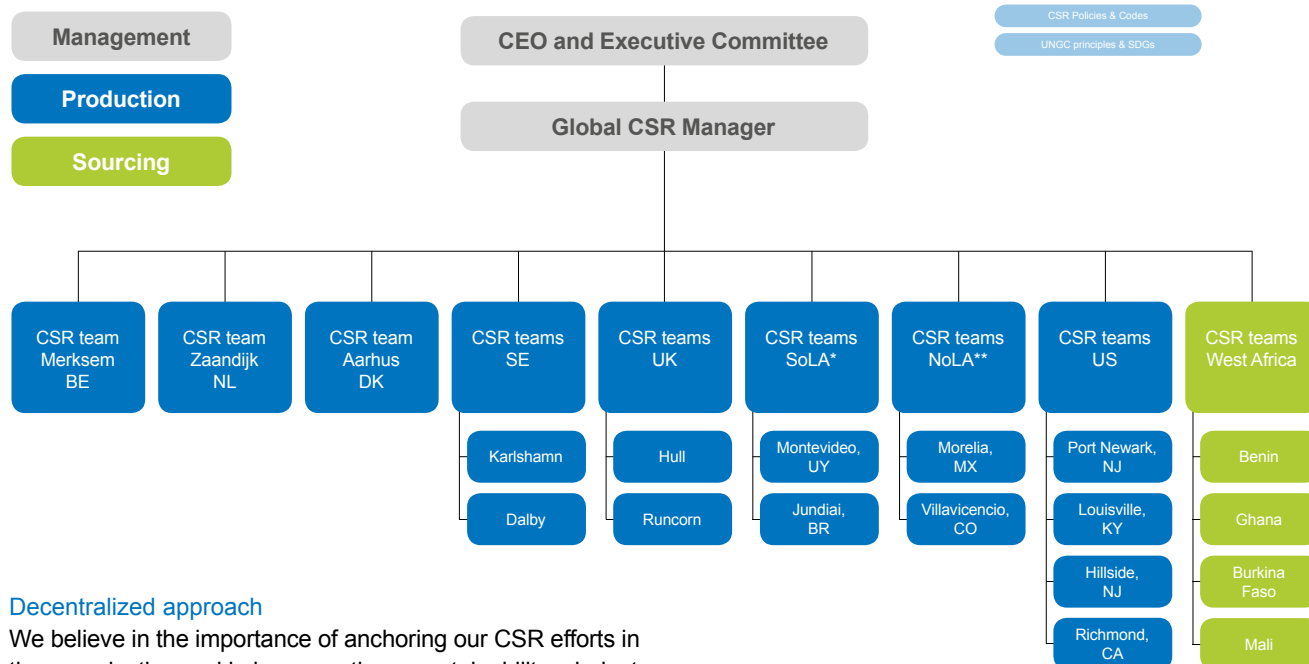 Management
Production
Sourcing
CEO and Executive Committee
Global CSR Manager
CSR Policies & Codes
UNGC principles & SDGs
CSR team
Merksem
BE
CSR team
Zaandijk
NL
CSR team
Aarhus
DK
CSR teams
SE
CSR teams
UK
CSR teams
SoLA*
CSR teams
NoLA**
CSR teams
US
CSR teams
West Africa
Karlshamn
Dalby
Hull
Runcorn
Montevideo,
UY
Jundiai,
BR
Morelia,
MX
Villavicencio,
CO
Port Newark,
NJ
Louisville,
KY
Hillside,
NJ
Richmond,
CA
Benin
Ghana
Burkina
Faso
Mali
Decentralized approach
We believe in the importance of anchoring our CSR efforts in